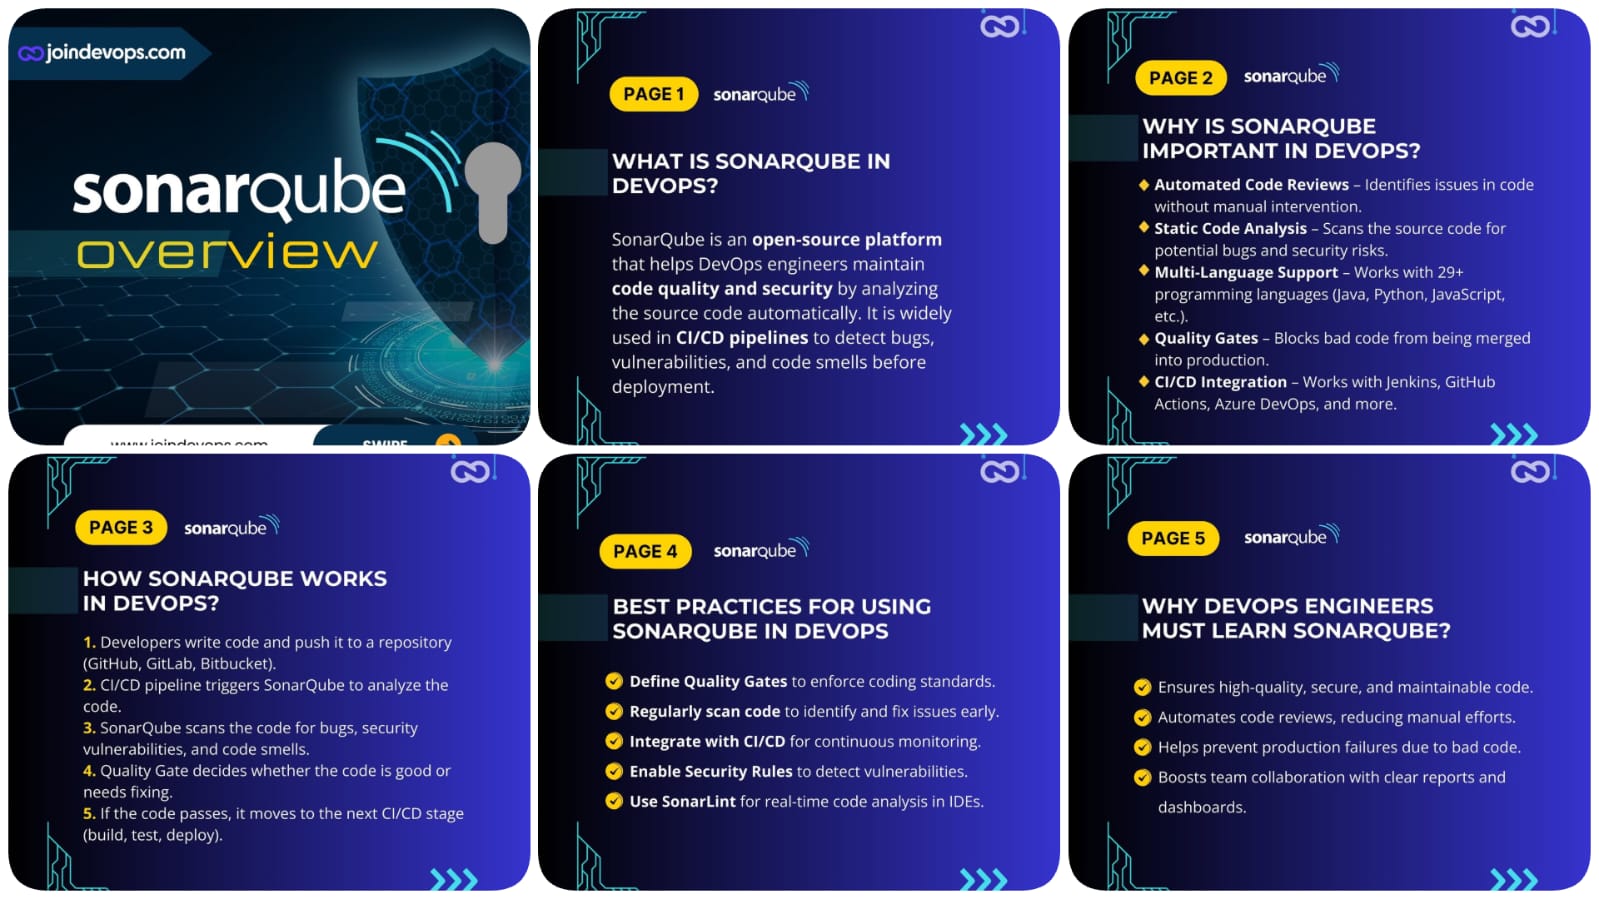 joindevops.com
sonarqube
overview
www.joindevops.com
SWIPE
PAGE 1
sonarqube
WHAT IS SONARQUBE IN
DEVOPS?
SonarQube is an open-source platform
that helps DevOps engineers maintain
code quality and security by analyzing
the source code automatically. It is widely
used in CI/CD pipelines to detect bugs,
vulnerabilities, and code smells before
deployment.
PAGE 2
sonarqube
WHY IS SONARQUBE
IMPORTANT IN DEVOPS?
Automated Code Reviews – Identifies issues in code
without manual intervention.
Static Code Analysis – Scans the source code for
potential bugs and security risks.
Multi-Language Support – Works with 29+
programming languages (Java, Python, JavaScript,
etc.).
Quality Gates – Blocks bad code from being merged
into production.
CI/CD Integration – Works with Jenkins, GitHub
Actions, Azure DevOps, and more.
PAGE 3
sonarqube
HOW SONARQUBE WORKS
IN DEVOPS?
1. Developers write code and push it to a repository
(GitHub, GitLab, Bitbucket).
2. CI/CD pipeline triggers SonarQube to analyze the
code.
3. SonarQube scans the code for bugs, security
vulnerabilities, and code smells.
4. Quality Gate decides whether the code is good or
needs fixing.
5. If the code passes, it moves to the next CI/CD stage
(build, test, deploy).
PAGE 4
sonarqube
BEST PRACTICES FOR USING
SONARQUBE IN DEVOPS
Define Quality Gates to enforce coding standards.
Regularly scan code to identify and fix issues early.
Integrate with CI/CD for continuous monitoring.
Enable Security Rules to detect vulnerabilities.
Use SonarLint for real-time code analysis in IDEs.
PAGE 5
sonarqube
WHY DEVOPS ENGINEERS
MUST LEARN SONARQUBE?
Ensures high-quality, secure, and maintainable code.
Automates code reviews, reducing manual efforts.
Helps prevent production failures due to bad code.
Boosts team collaboration with clear reports and
dashboards.